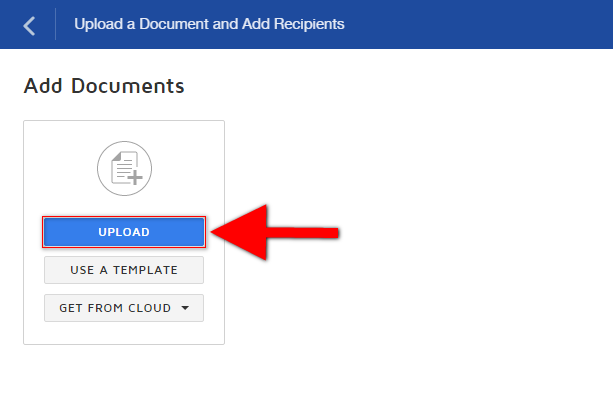 Upload a Document and Add Recipients
Add Documents
UPLOAD
USE A TEMPLATE
GET FROM CLOUD